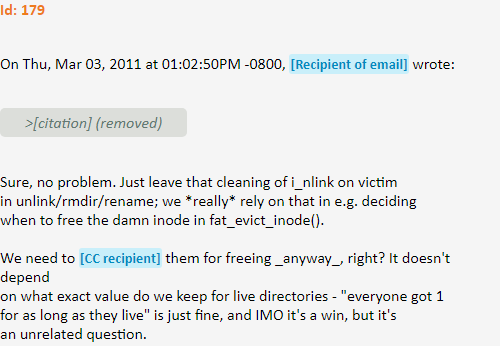 Id: 179
On Thu, Mar 03, 2011 at 01:02:50PM -0800, [Recipient of email] wrote:
>[citation] (removed)
Sure, no problem. Just leave that cleaning of i_nlink on victim
in unlink/rmdir/rename; we *really* rely on that in e.g. deciding
when to free the damn inode in fat_evict_inode().
We need to [CC recipient] them for freeing _anyway_, right? It doesn't
depend
on what exact value do we keep for live directories - "everyone got 1
for as long as they live" is just fine, and IMO it's a win, but it's
an unrelated question.